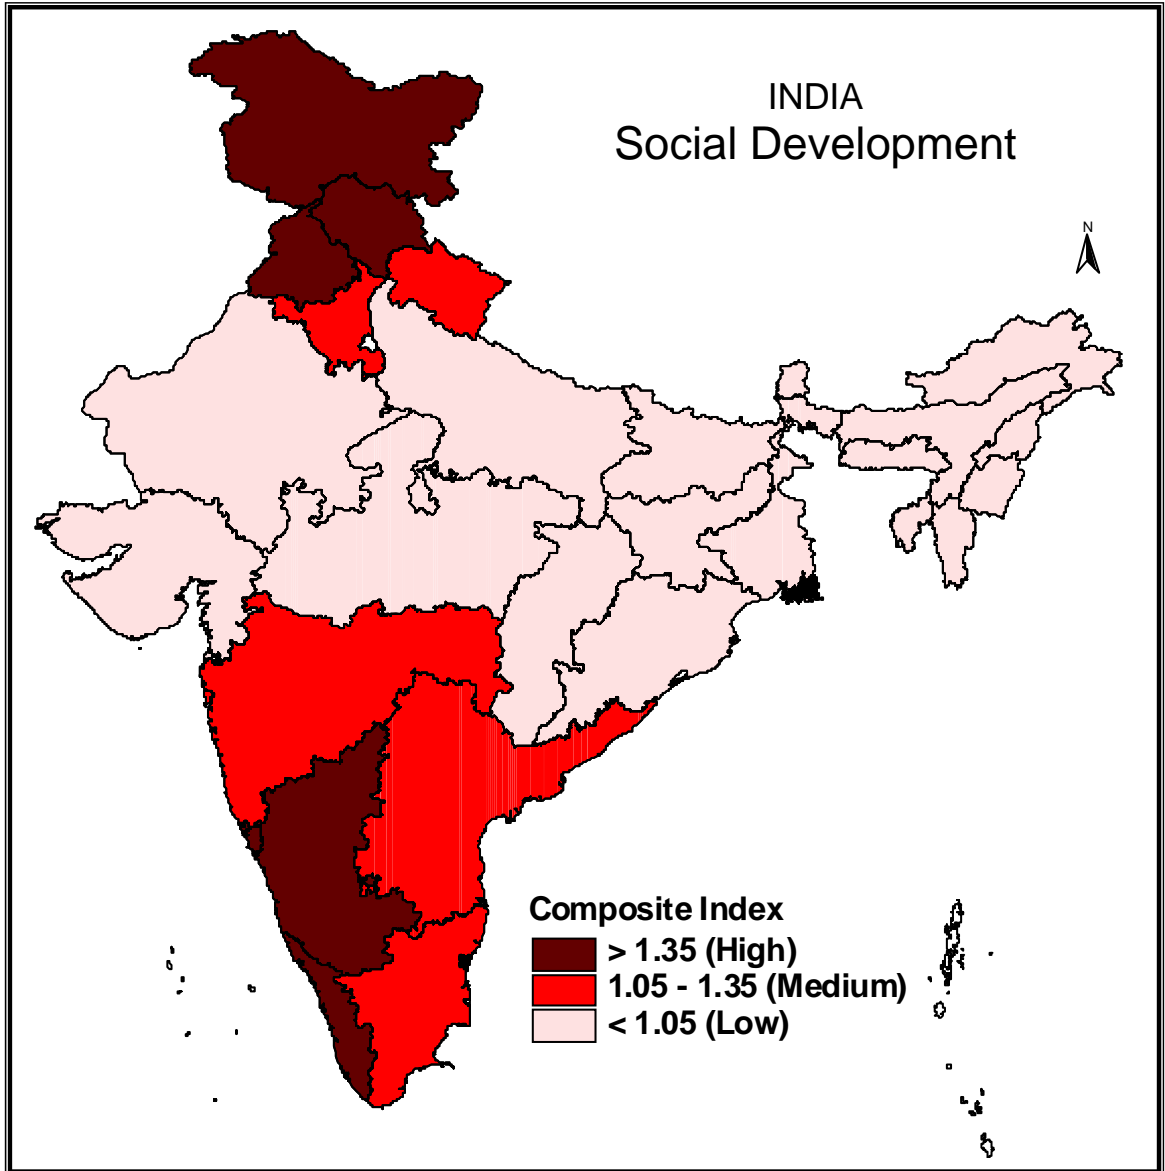 INDIA
Social Development
N
Composite Index
> 1.35 (High)
1.05 - 1.35 (Medium)
< 1.05 (Low)